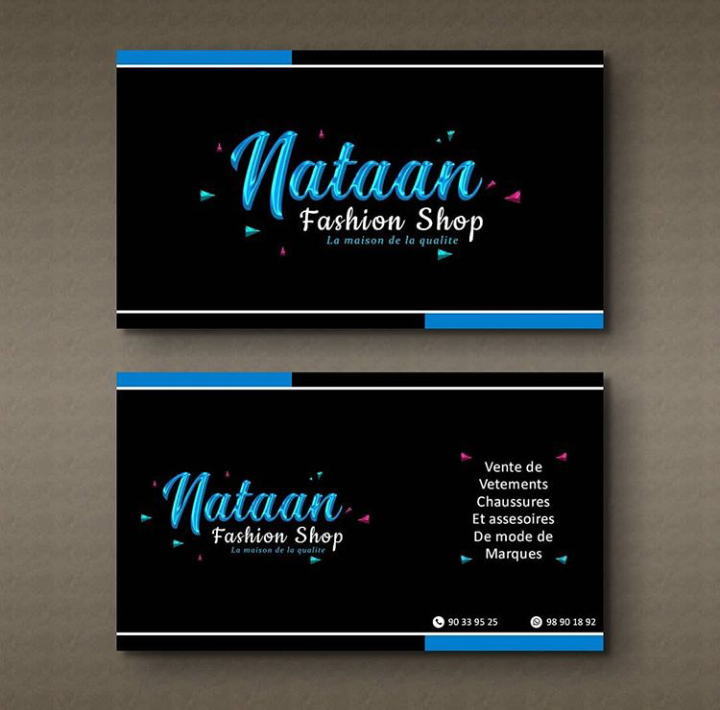 Nataan
Fashion Shop
La maison de la qualite
Nataan
Fashion Shop
La maison de la qualite
Vente de
Vetements
Chaussures
Et assesoires
De mode de
Marques
90 33 95 25
98 90 18 92